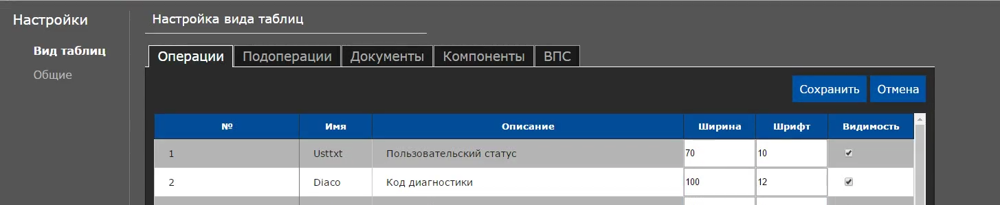 Настройки
Вид таблиц
Общие
Настройка вида таблиц
Операции Подоперации Документы Компоненты ВПС
Сохранить Отмена
№ Имя Описание Ширина Шрифт Видимость
1 Usttxt Пользовательский статус 70 10
2 Diaco Код диагностики 100 12